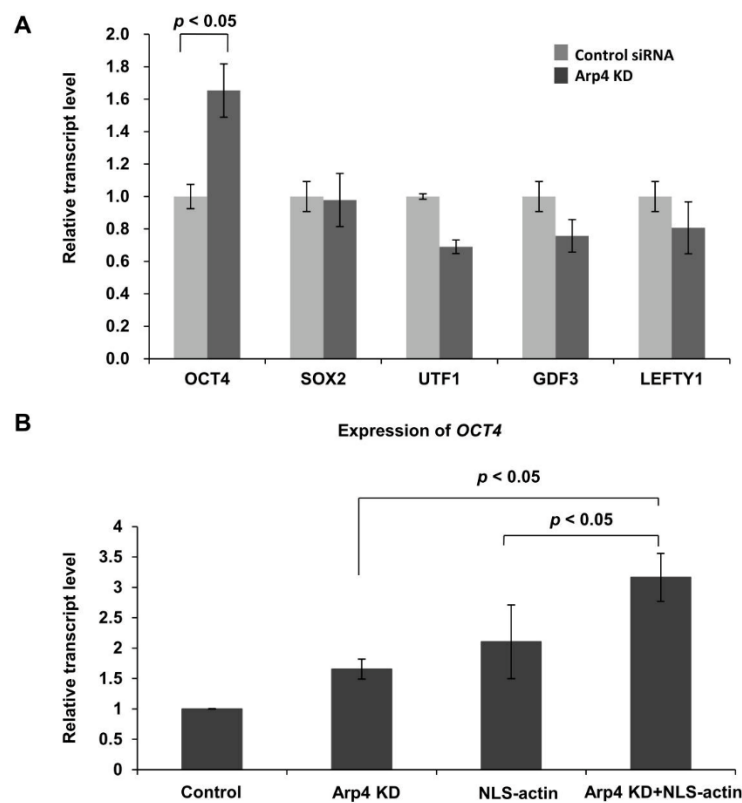 A
p < 0.05
2.0
1.8
1.6
1.4
1.2
1.0
0.8
0.6
0.4
0.2
0.0
Relative transcript level
Control siRNA
Arp4 KD
OCT4 SOX2 UTF1 GDF3 LEFTY1
B
Expression of OCT4
p < 0.05
p < 0.05
4
3.5
3
2.5
2
1.5
1
0.5
0
Relative transcript level
Control Arp4 KD NLS-actin Arp4 KD+NLS-actin